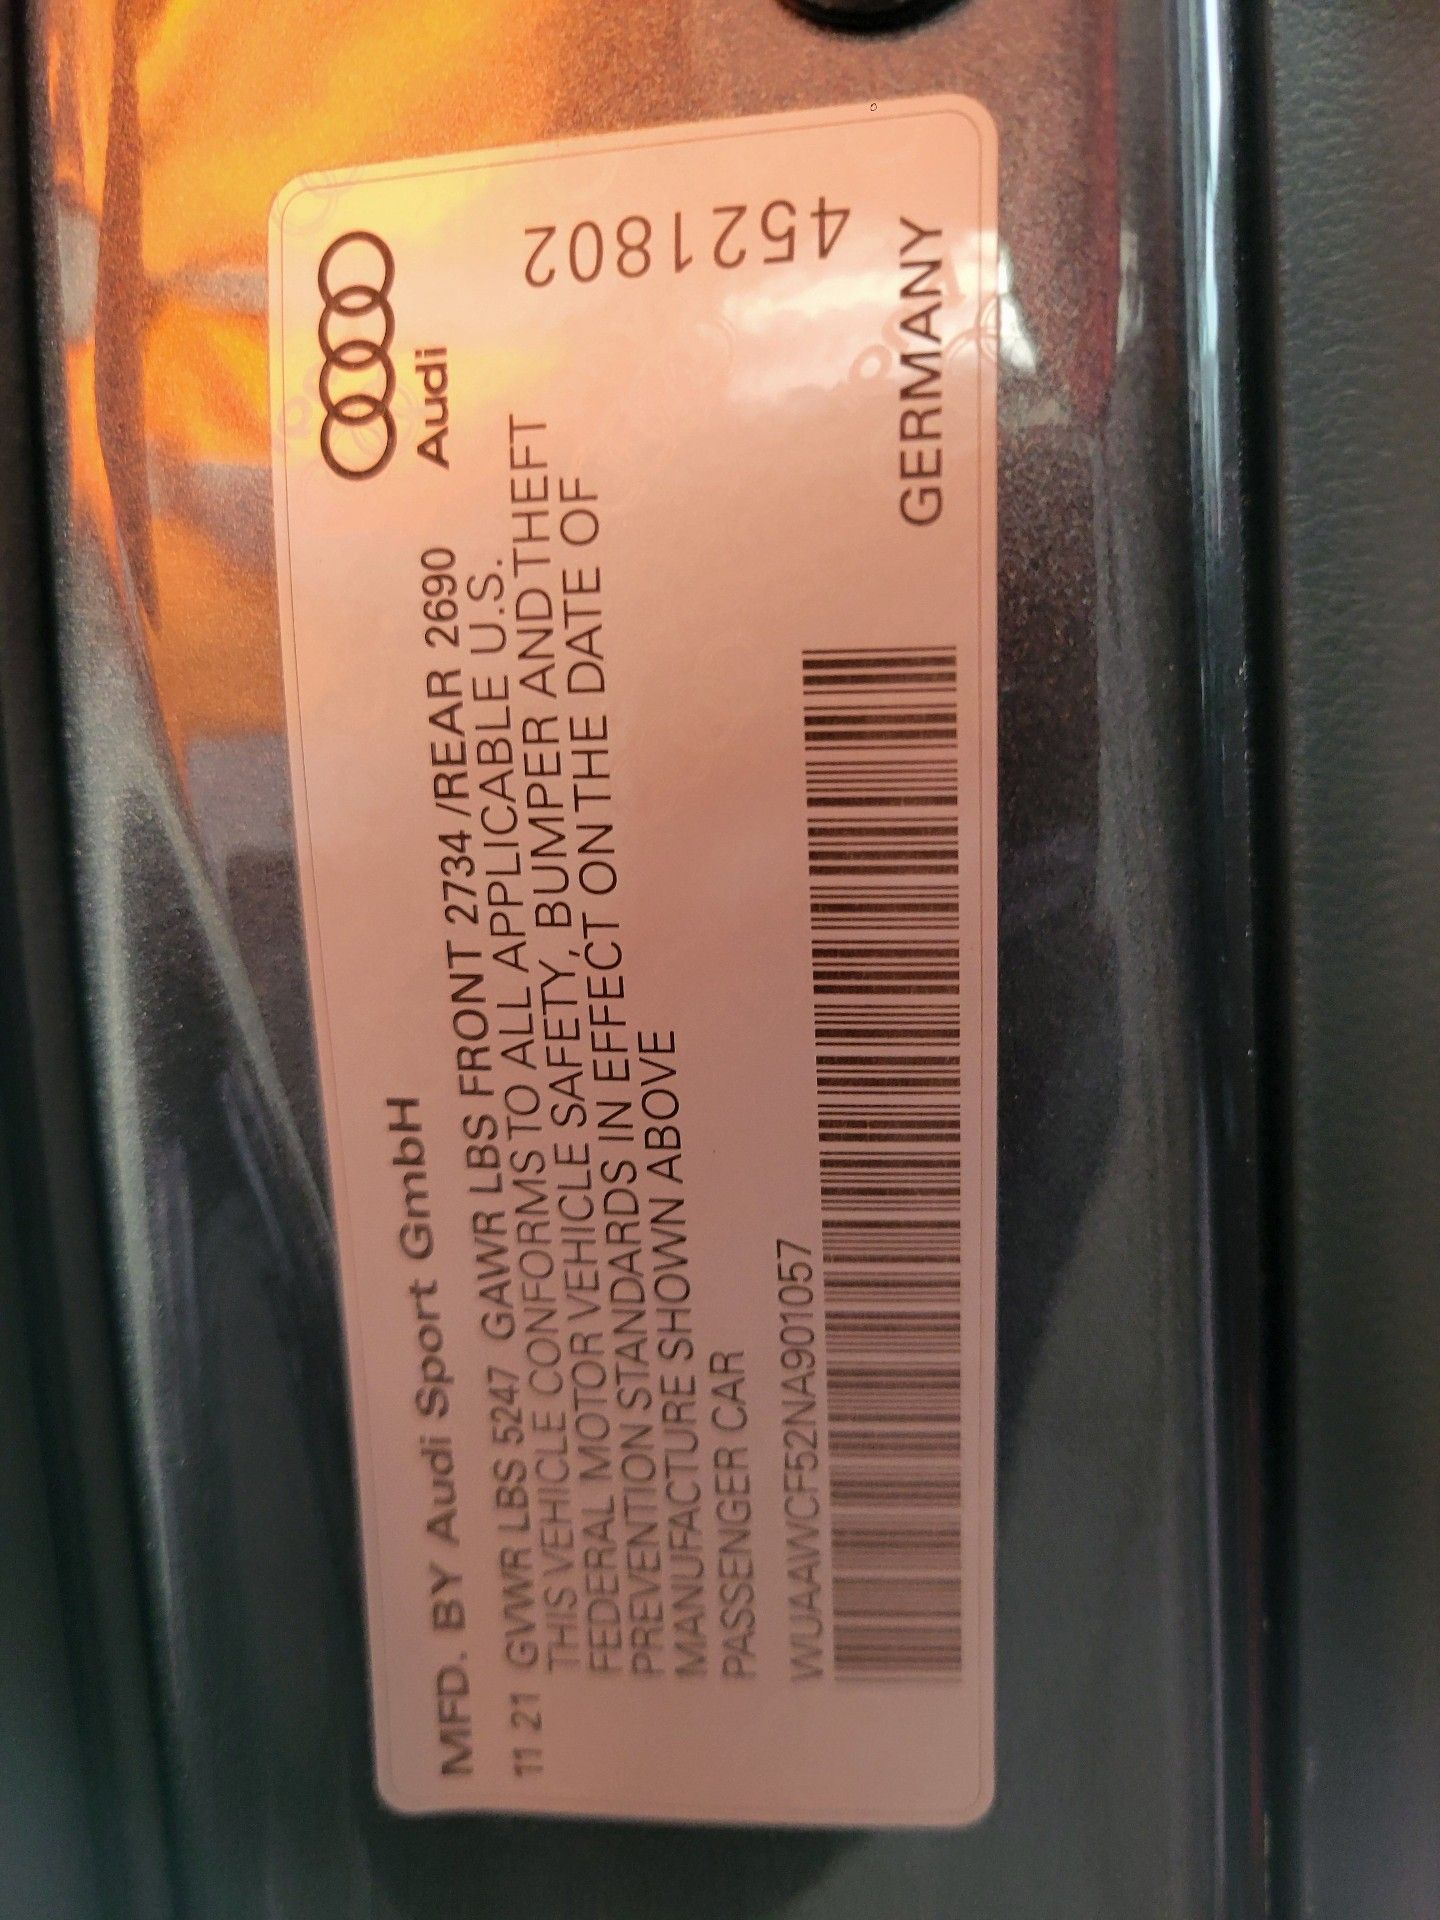 MFD. BY Audi Sport GmbH
11 21 GVWR LBS 5247 GAWR LBS FRONT 2734 /REAR 2690
THIS VEHICLE CONFORMS TO ALL APPLICABLE U.S.
FEDERAL MOTOR VEHICLE SAFETY, BUMPER AND THEFT
PREVENTION STANDARDS IN EFFECT ON THE DATE OF
MANUFACTURE SHOWN ABOVE
PASSENGER CAR
WUAAWCF52NA901057
Audi
4521802
GERMANY